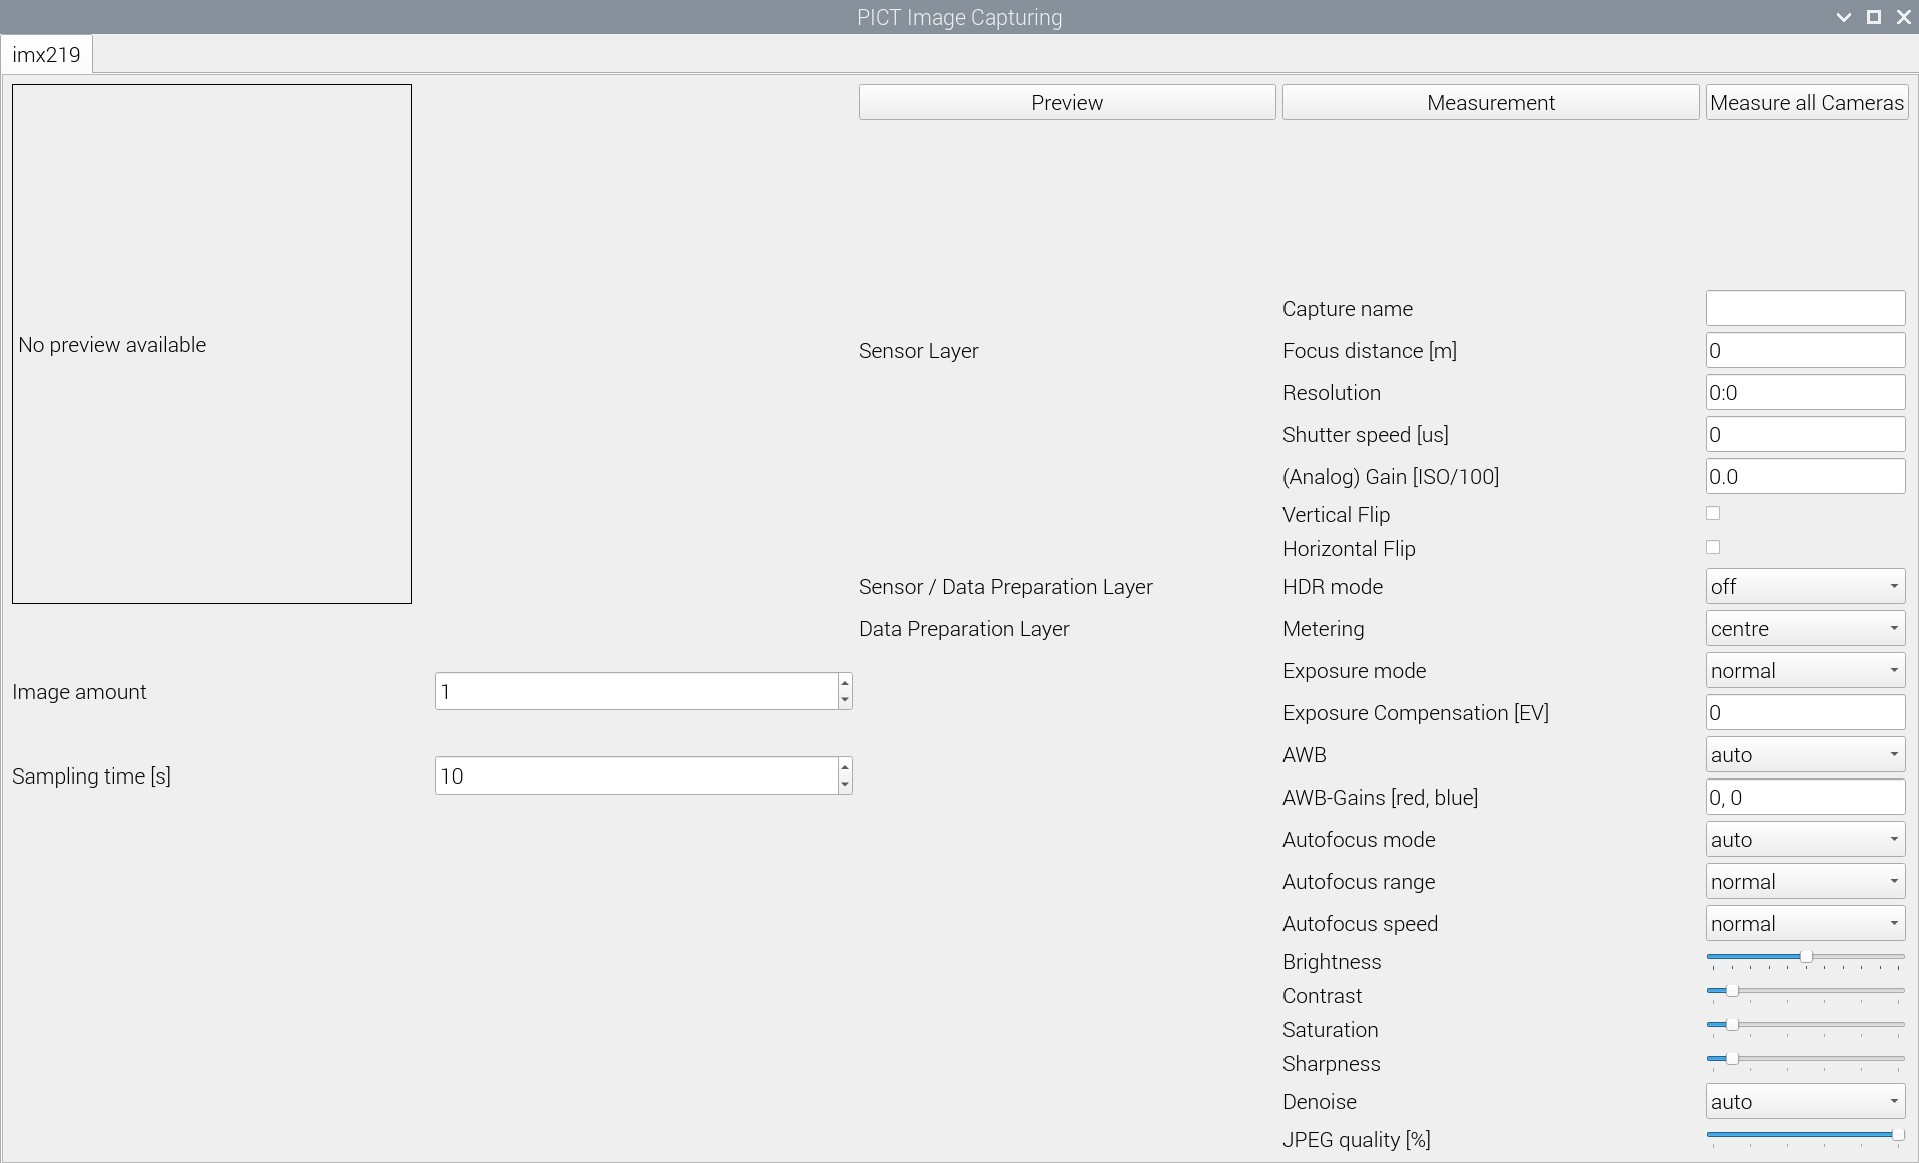 PICT Image Capturing
imx219
Preview
Measurement
Measure all Cameras
No preview available
Capture name
Sensor Layer
Focus distance [m]
0
Resolution
0:0
Shutter speed [us]
0
(Analog) Gain [ISO/100]
0.0
Vertical Flip
Horizontal Flip
Sensor / Data Preparation Layer
HDR mode
off
Data Preparation Layer
Metering
centre
Image amount
1
Exposure mode
normal
Exposure Compensation [EV]
0
Sampling time [s]
10
AWB
auto
AWB-Gains [red, blue]
0, 0
Autofocus mode
auto
Autofocus range
normal
Autofocus speed
normal
Brightness
Contrast
Saturation
Sharpness
Denoise
auto
JPEG quality [%]